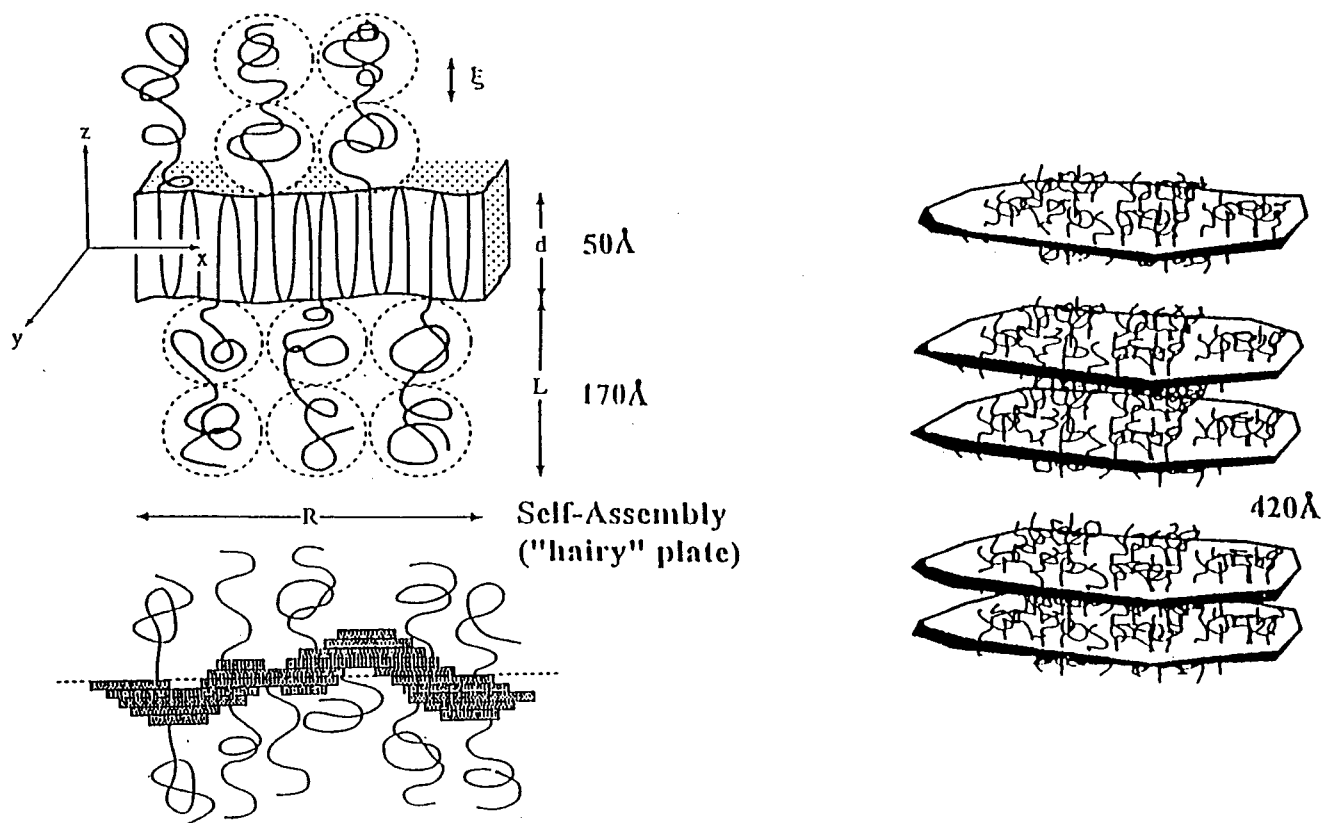 ξ
z
x
y
d
50Å
L
170Å
R
Self-Assembly
("hairy" plate)
420Å